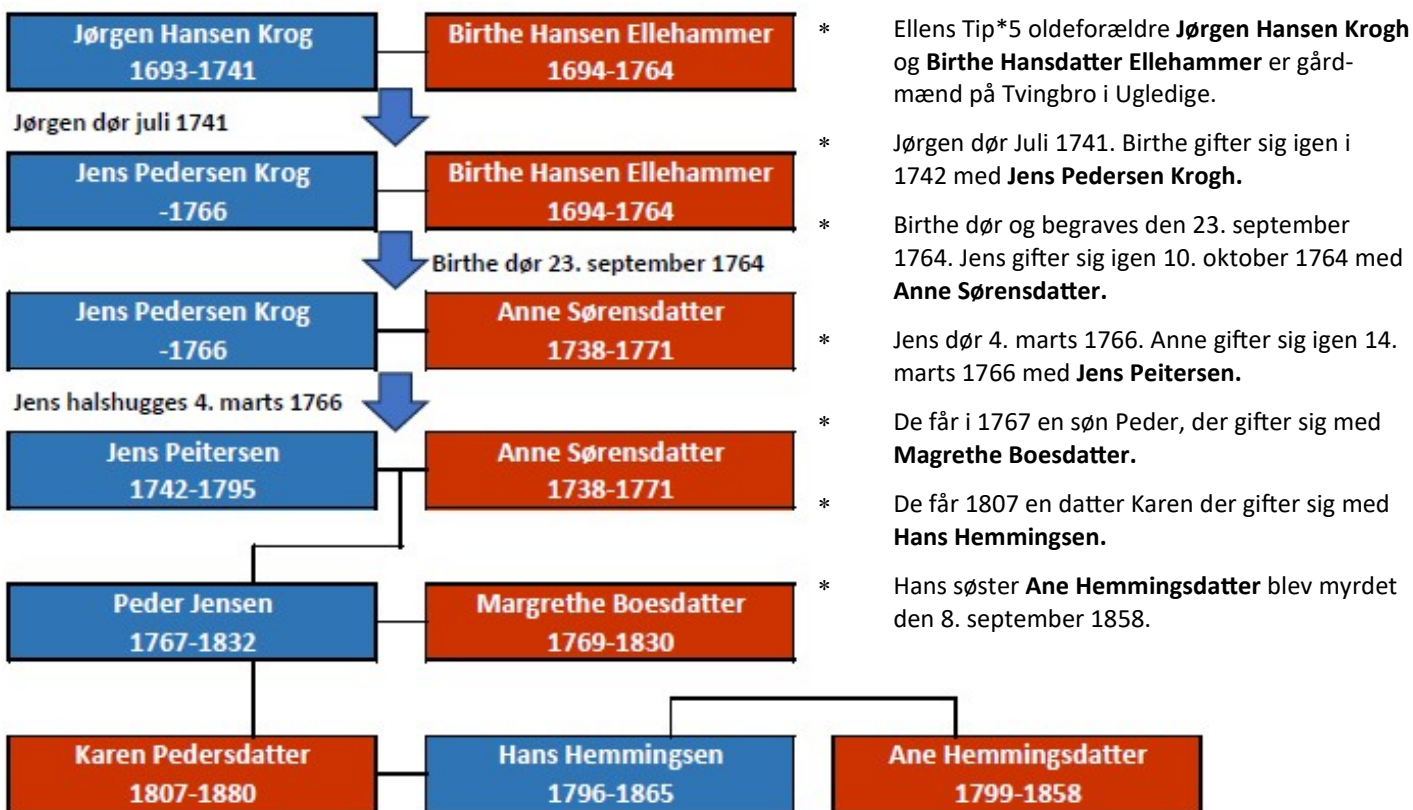 Jørgen Hansen Krog
1693-1741
Birthe Hansen Ellehammer
1694-1764
Jørgen dør juli 1741
Jens Pedersen Krog
-1766
Birthe Hansen Ellehammer
1694-1764
Birthe dør 23. september 1764
Jens Pedersen Krog
-1766
Anne Sørensdatter
1738-1771
Jens halshugges 4. marts 1766
Jens Peitersen
1742-1795
Anne Sørensdatter
1738-1771
Peder Jensen
1767-1832
Margrethe Boesdatter
1769-1830
Karen Pedersdatter
1807-1880
Hans Hemmingsen
1796-1865
Ane Hemmingsdatter
1799-1858
* Ellens Tip*5 oldeforældre Jørgen Hansen Krogh
og Birthe Hansdatter Ellehammer er gård-
mænd på Tvingbro i Ugledige.
* Jørgen dør Juli 1741. Birthe gifter sig igen i
1742 med Jens Pedersen Krogh.
* Birthe dør og begraves den 23. september
1764. Jens gifter sig igen 10. oktober 1764 med
Anne Sørensdatter.
* Jens dør 4. marts 1766. Anne gifter sig igen 14.
marts 1766 med Jens Peitersen.
* De får i 1767 en søn Peder, der gifter sig med
Magrethe Boesdatter.
* De får 1807 en datter Karen der gifter sig med
Hans Hemmingsen.
* Hans søster Ane Hemmingsdatter blev myrdet
den 8. september 1858.